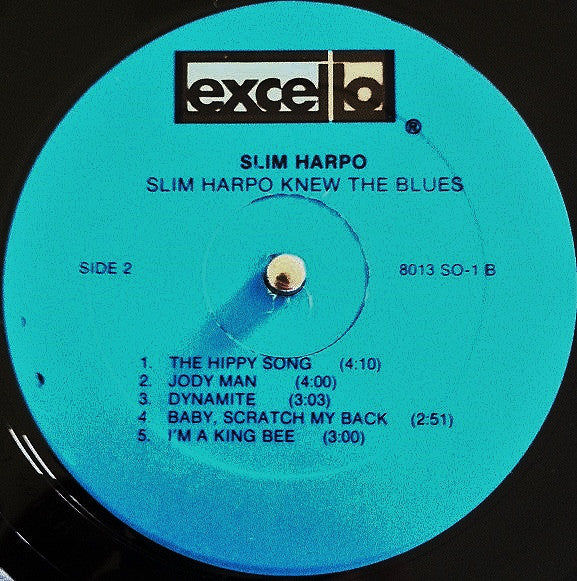 excello
®
SLIM HARPO
SLIM HARPO KNEW THE BLUES
SIDE 2
8013 SO-1 B
1. THE HIPPY SONG (4:10)
2. JODY MAN (4:00)
3. DYNAMITE (3:03)
4 BABY, SCRATCH MY BACK (2:51)
5. I'M A KING BEE (3:00)